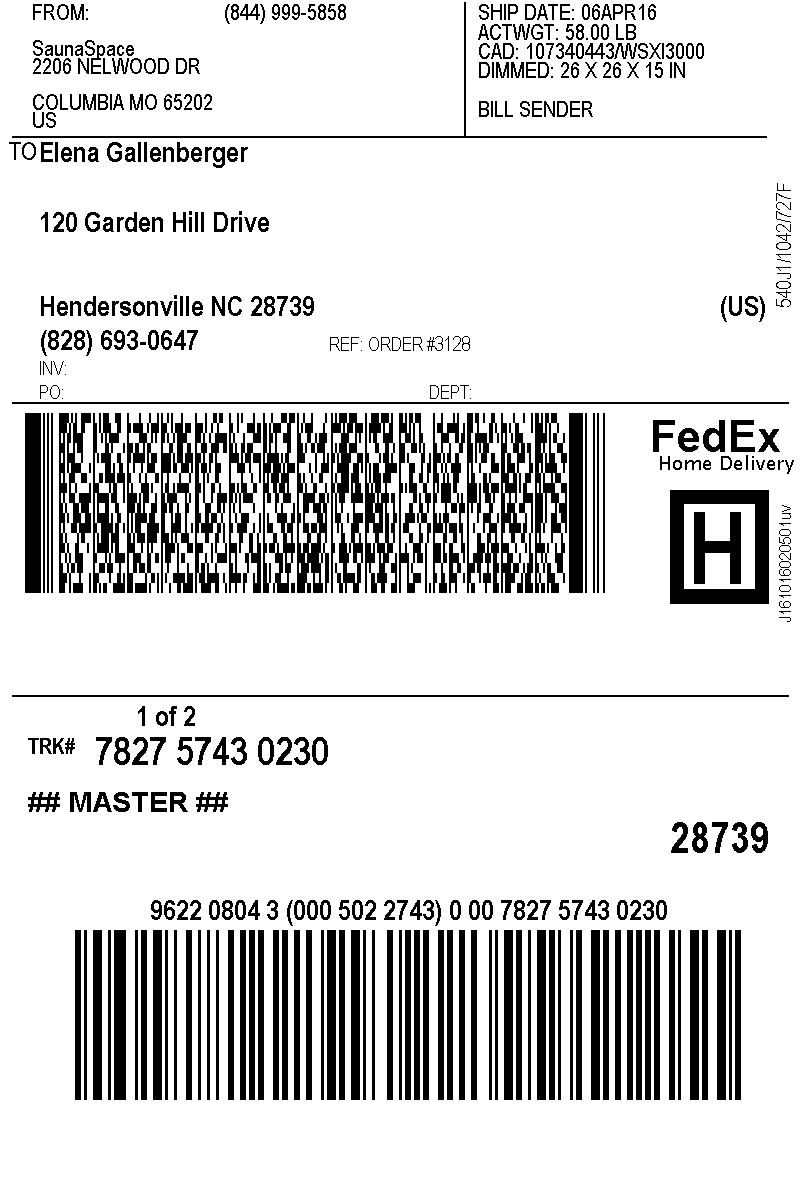 FROM: (844) 999-5858
SaunaSpace
2206 NELWOOD DR
COLUMBIA MO 65202
US
SHIP DATE: 06APR16
ACTWGT: 58.00 LB
CAD: 107340443/WSXI3000
DIMMED: 26 X 26 X 15 IN
BILL SENDER
TO Elena Gallenberger
120 Garden Hill Drive
Hendersonville NC 28739 (US)
(828) 693-0647 REF: ORDER #3128
INV:
PO: DEPT:
540J1/1042/727F
FedEx
Home Delivery
H
J161016020501uv
1 of 2
TRK# 7827 5743 0230
## MASTER ##
28739
9622 0804 3 (000 502 2743) 0 00 7827 5743 0230